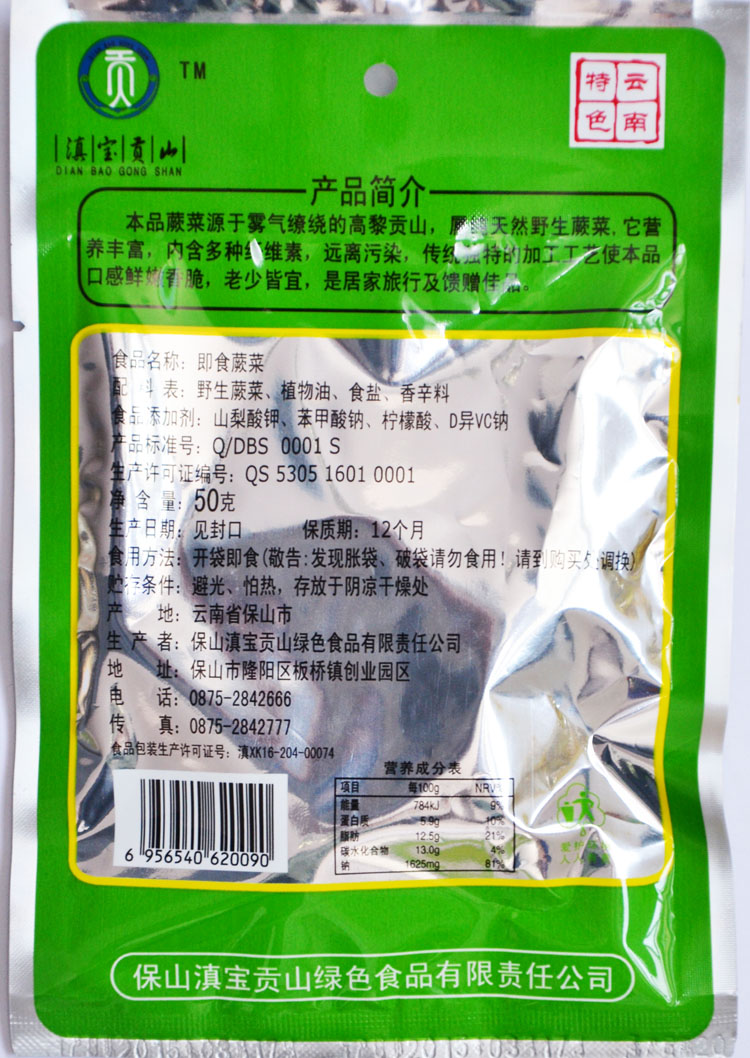 TM
云南
特色
滇宝贡山
DIAN BAO GONG SHAN
产品简介
本品蕨菜源于雾气缭绕的高黎贡山，天然野生蕨菜，它营
养丰富，内含多种纤维素，远离污染，传统独特的加工工艺使本品
口感鲜嫩香脆，老少皆宜，是居家旅行及馈赠佳品。
食品名称：即食蕨菜
配料表：野生蕨菜、植物油、食盐、香辛料
食品添加剂：山梨酸钾、苯甲酸钠、柠檬酸、D异VC钠
产品标准号：Q/DBS 0001 S
生产许可证编号：QS 5305 1601 0001
净含量：50克
生产日期：见封口 保质期：12个月
食用方法：开袋即食(敬告:发现胀袋、破袋请勿食用！请到购买处调换)
贮存条件：避光、怕热，存放于阴凉干燥处
产地：云南省保山市
生产者：保山滇宝贡山绿色食品有限责任公司
地址：保山市隆阳区板桥镇创业园区
电话：0875-2842666
传真：0875-2842777
食品包装生产许可证号：滇XK16-204-00074
营养成分表
项目 每100g NRV%
能量 784kJ 9%
蛋白质 5.9g 10%
脂肪 12.5g 21%
碳水化合物 13.0g 4%
钠 1625mg 81%
6 956540 620090
保山滇宝贡山绿色食品有限责任公司